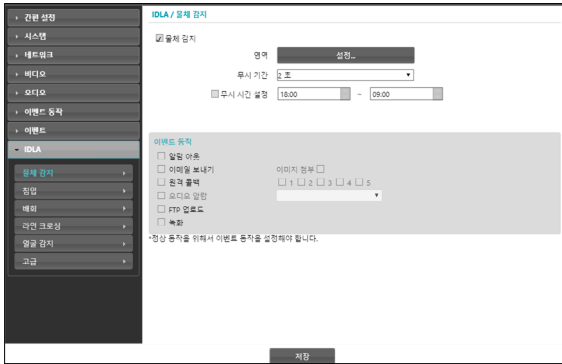 간편 설정
시스템
네트워크
비디오
오디오
이벤트 동작
이벤트
IDLA
물체 감지
침입
배회
라인 크로싱
얼굴 감지
고급
IDLA / 물체 감지
물체 감지
영역 설정...
무시 기간 2 초
무시 시간 설정 18:00 ~ 09:00
이벤트 동작
알람 아웃
이메일 보내기 이미지 첨부
원격 콜백 1 2 3 4 5
오디오 알람
FTP 업로드
녹화
*정상 동작을 위해서 이벤트 동작을 설정해야 합니다.
저장